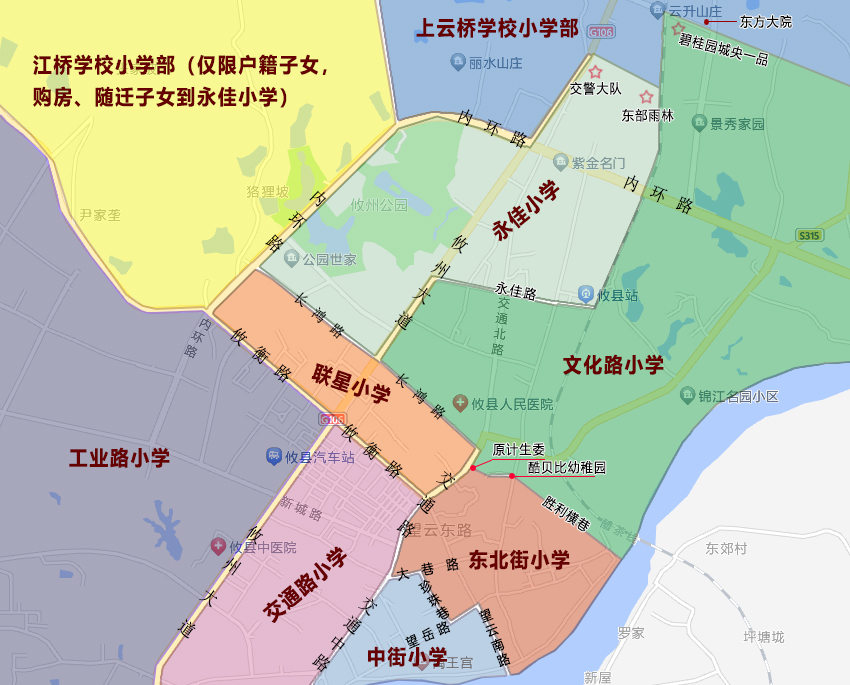 云升山庄
东方大院
上云桥学校小学部
G106
碧桂园城央一品
江桥学校小学部（仅限户籍子女，
购房、随迁子女到永佳小学）
丽水山庄
交警大队
东部雨林
内环路
景秀家园
紫金名门
内环路
猞狸坡
尹家垄
内环路
攸州公园
永佳小学
S315
公园世家
攸州大道
永佳路
攸县站
长鸿路
交通北路
内环路
攸衡路
文化路小学
联星小学
长鸿路
攸县人民医院
锦江名园小区
G106
攸衡路
原计生委
酷贝比幼稚园
工业路小学
攸县汽车站
交通路
新城路
胜利横巷
望云东路
攸州大道
攸县中医院
东郊村
交通路小学
大巷路
东北街小学
珍珠巷
望岳路
望云南路
交通中路
罗家
坪塘垅
中街小学
禹王宫
新屋